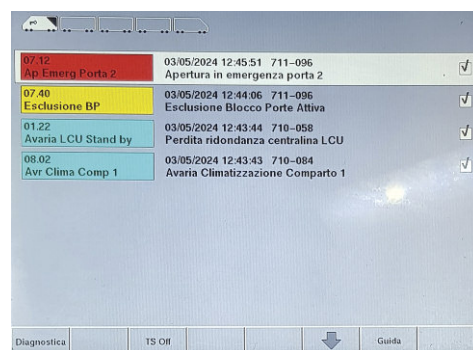 07.12
03/05/2024 12:45:51 711-096
Ap Emerg Porta 2
Apertura in emergenza porta 2
07.40
03/05/2024 12:44:06 711-096
Esclusione BP
Esclusione Blocco Porte Attiva
01.22
03/05/2024 12:43:44 710-058
Avaria LCU Stand by
Perdita ridondanza centralina LCU
08.02
03/05/2024 12:43:43 710-084
Avr Clima Comp 1
Avaria Climatizzazione Comparto 1
Diagnostica
TS Off
Guida